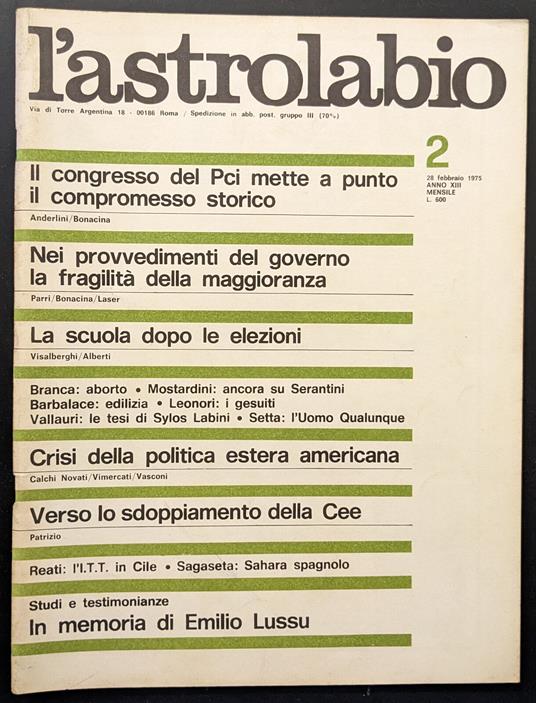 l'astrolabio
Via di Torre Argentina 18 - 00186 Roma / Spedizione in abb. post. gruppo III (70%)
2
28 febbraio 1975
ANNO XIII
MENSILE
L. 600
Il congresso del Pci mette a punto
il compromesso storico
Anderlini/Bonacina
Nei provvedimenti del governo
la fragilità della maggioranza
Parri/Bonacina/Laser
La scuola dopo le elezioni
Visalberghi/Alberti
Branca: aborto • Mostardini: ancora su Serantini
Barbalace: edilizia • Leonori: i gesuiti
Vallauri: le tesi di Sylos Labini • Setta: l'Uomo Qualunque
Crisi della politica estera americana
Calchi Novati/Vimercati/Vasconi
Verso lo sdoppiamento della Cee
Patrizio
Reati: l'I.T.T. in Cile • Sagaseta: Sahara spagnolo
Studi e testimonianze
In memoria di Emilio Lussu